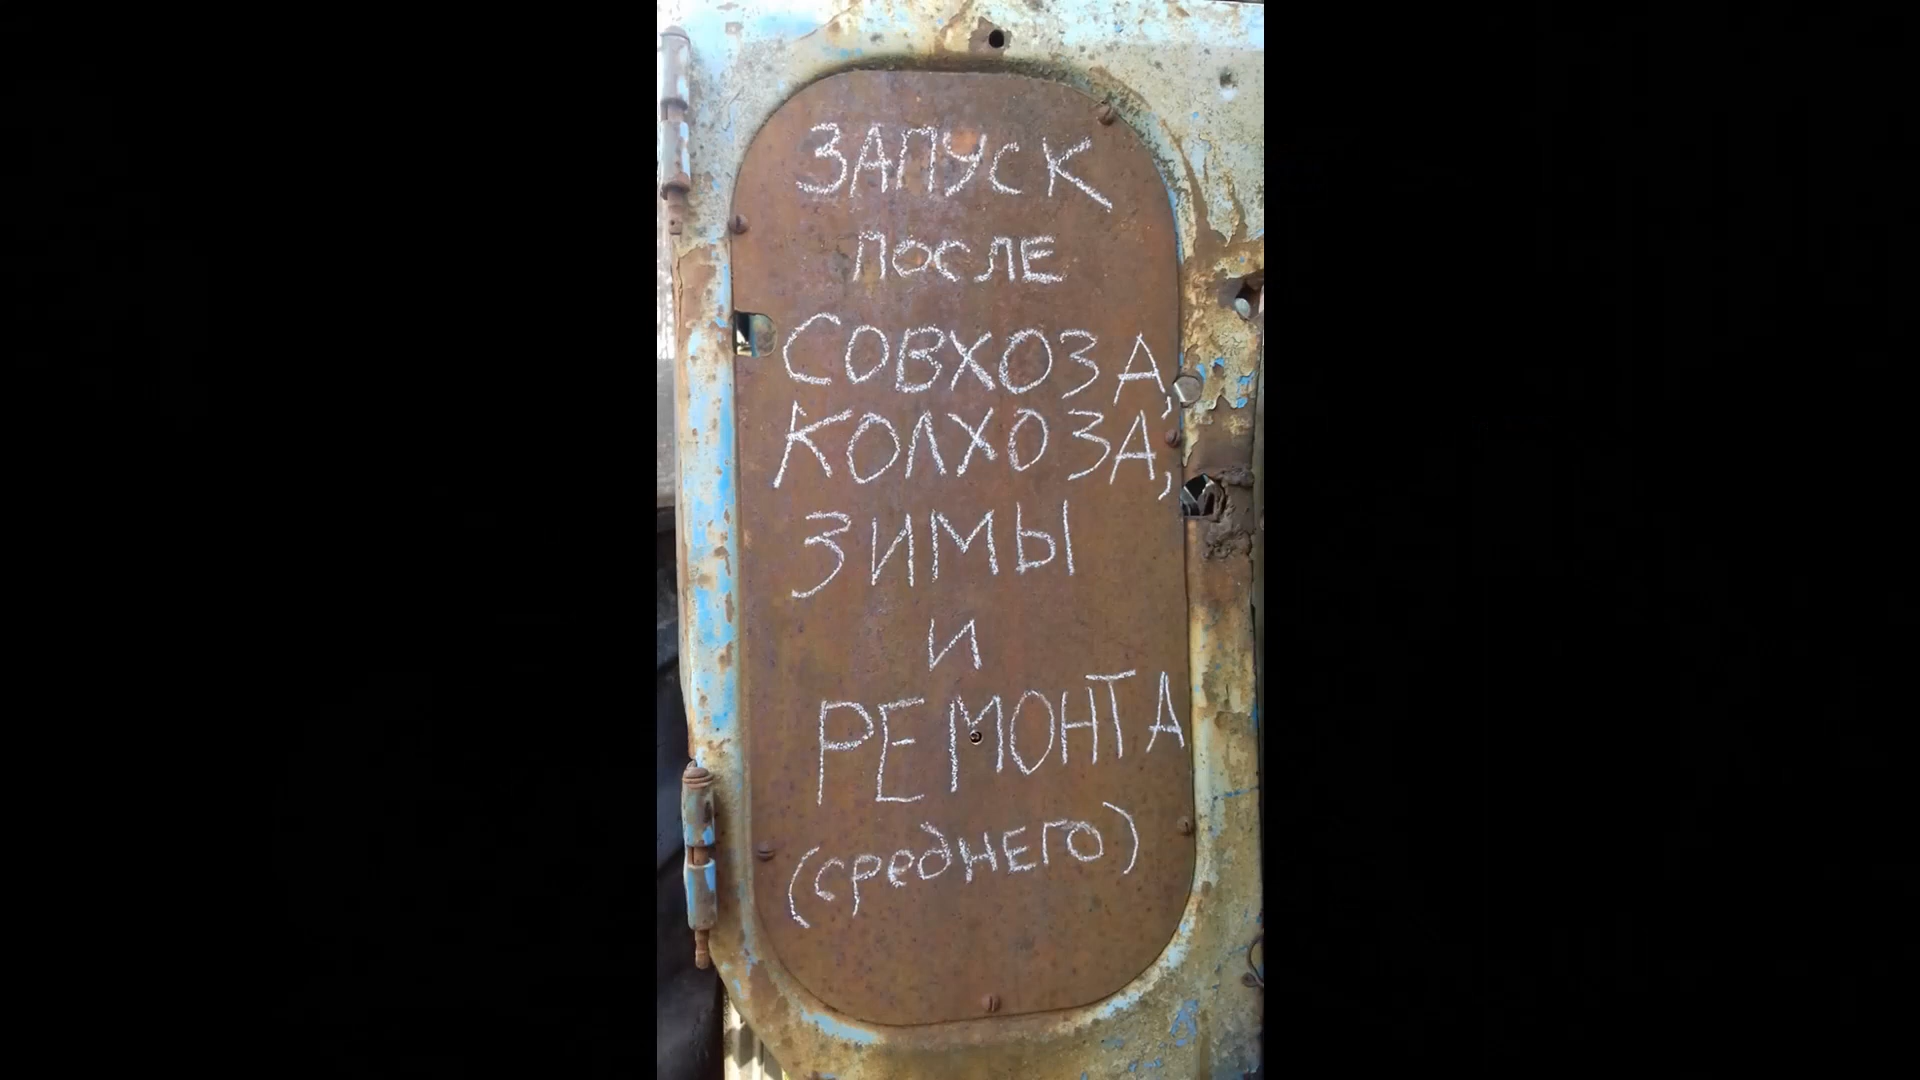 ЗАПУСК
ПОСЛЕ
СОВХОЗА,
КОЛХОЗА,
ЗИМЫ
И
РЕМОНТА
(среднего)